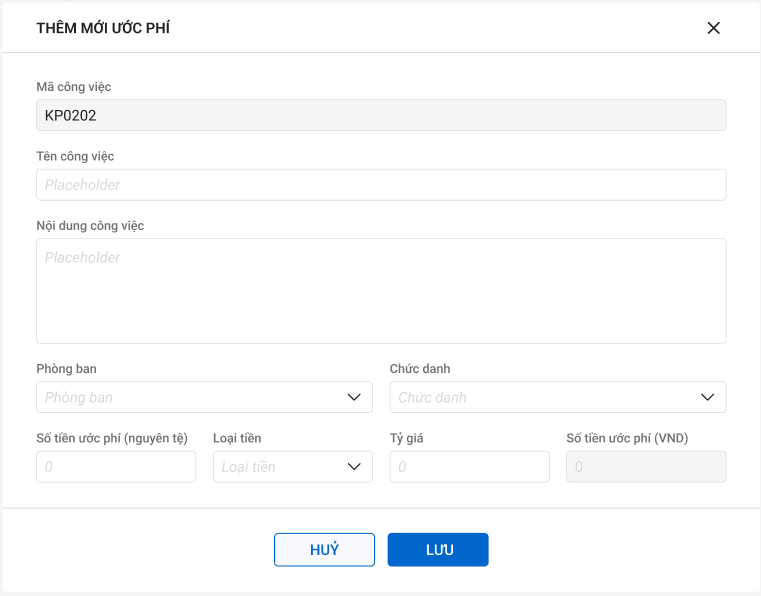 THÊM MỚI ƯỚC PHÍ
Mã công việc
KP0202
Tên công việc
Placeholder
Nội dung công việc
Placeholder
Phòng ban
Chức danh
Phòng ban
Chức danh
Số tiền ước phí (nguyên tệ)
Loại tiền
Tỷ giá
Số tiền ước phí (VND)
0
Loại tiền
0
0
HUỶ
LƯU